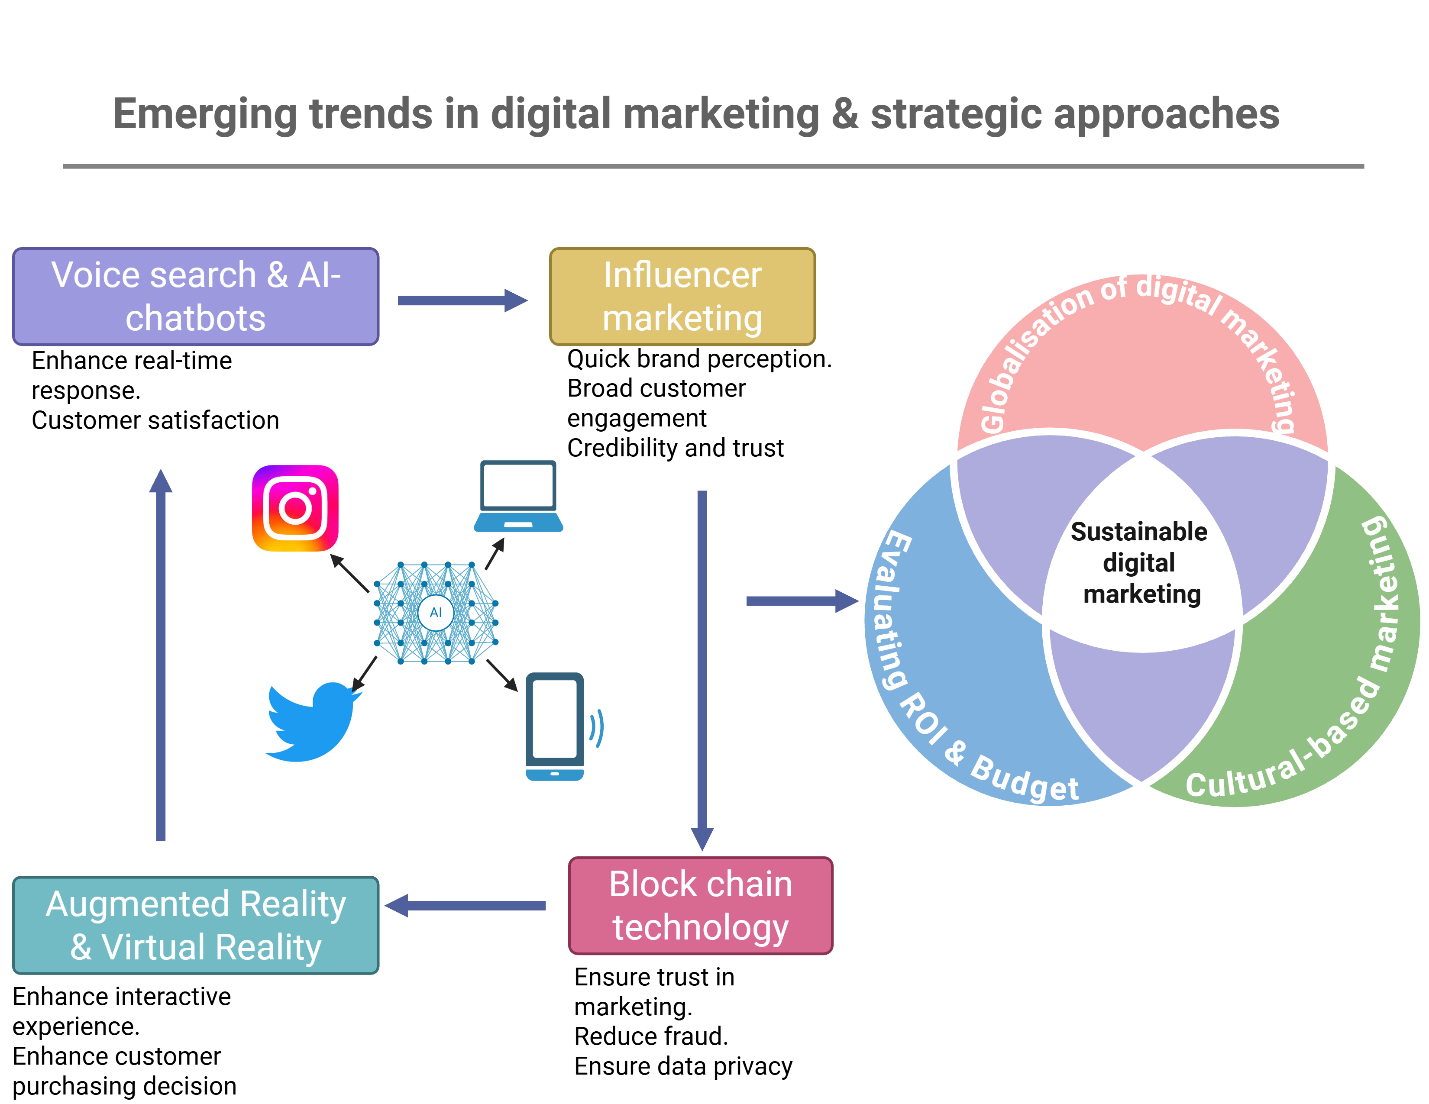 Emerging trends in digital marketing & strategic approaches
Voice search & AI-
chatbots
Enhance real-time
response.
Customer satisfaction
Influencer
marketing
Quick brand perception.
Broad customer
engagement
Credibility and trust
AI
Block chain
technology
Ensure trust in
marketing.
Reduce fraud.
Ensure data privacy
Augmented Reality
& Virtual Reality
Enhance interactive
experience.
Enhance customer
purchasing decision
Globalisation of digital marketing
Evaluating ROI & Budget
Cultural-based marketing
Sustainable
digital
marketing